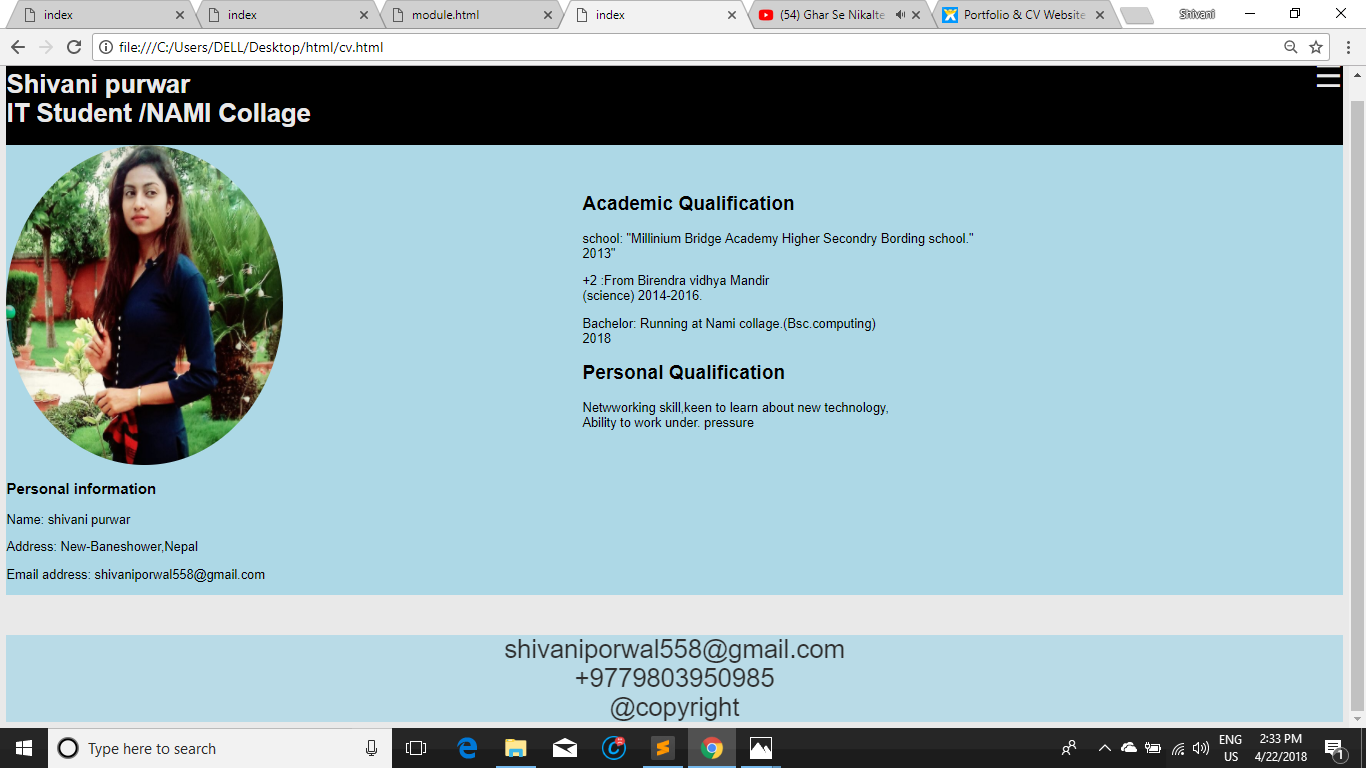 index
index
module.html
index
(54) Ghar Se Nikalte
Portfolio & CV Website
Shivani
file:///C:/Users/DELL/Desktop/html/cv.html
Shivani purwar
IT Student /NAMI Collage
Academic Qualification
school: "Millinium Bridge Academy Higher Secondry Bording school."
2013"
+2 :From Birendra vidhya Mandir
(science) 2014-2016.
Bachelor: Running at Nami collage.(Bsc.computing)
2018
Personal Qualification
Netwworking skill,keen to learn about new technology,
Ability to work under. pressure
Personal information
Name: shivani purwar
Address: New-Baneshower,Nepal
Email address: shivaniporwal558@gmail.com
shivaniporwal558@gmail.com
+9779803950985
@copyright
Type here to search
ENG
US
2:33 PM
4/22/2018
1